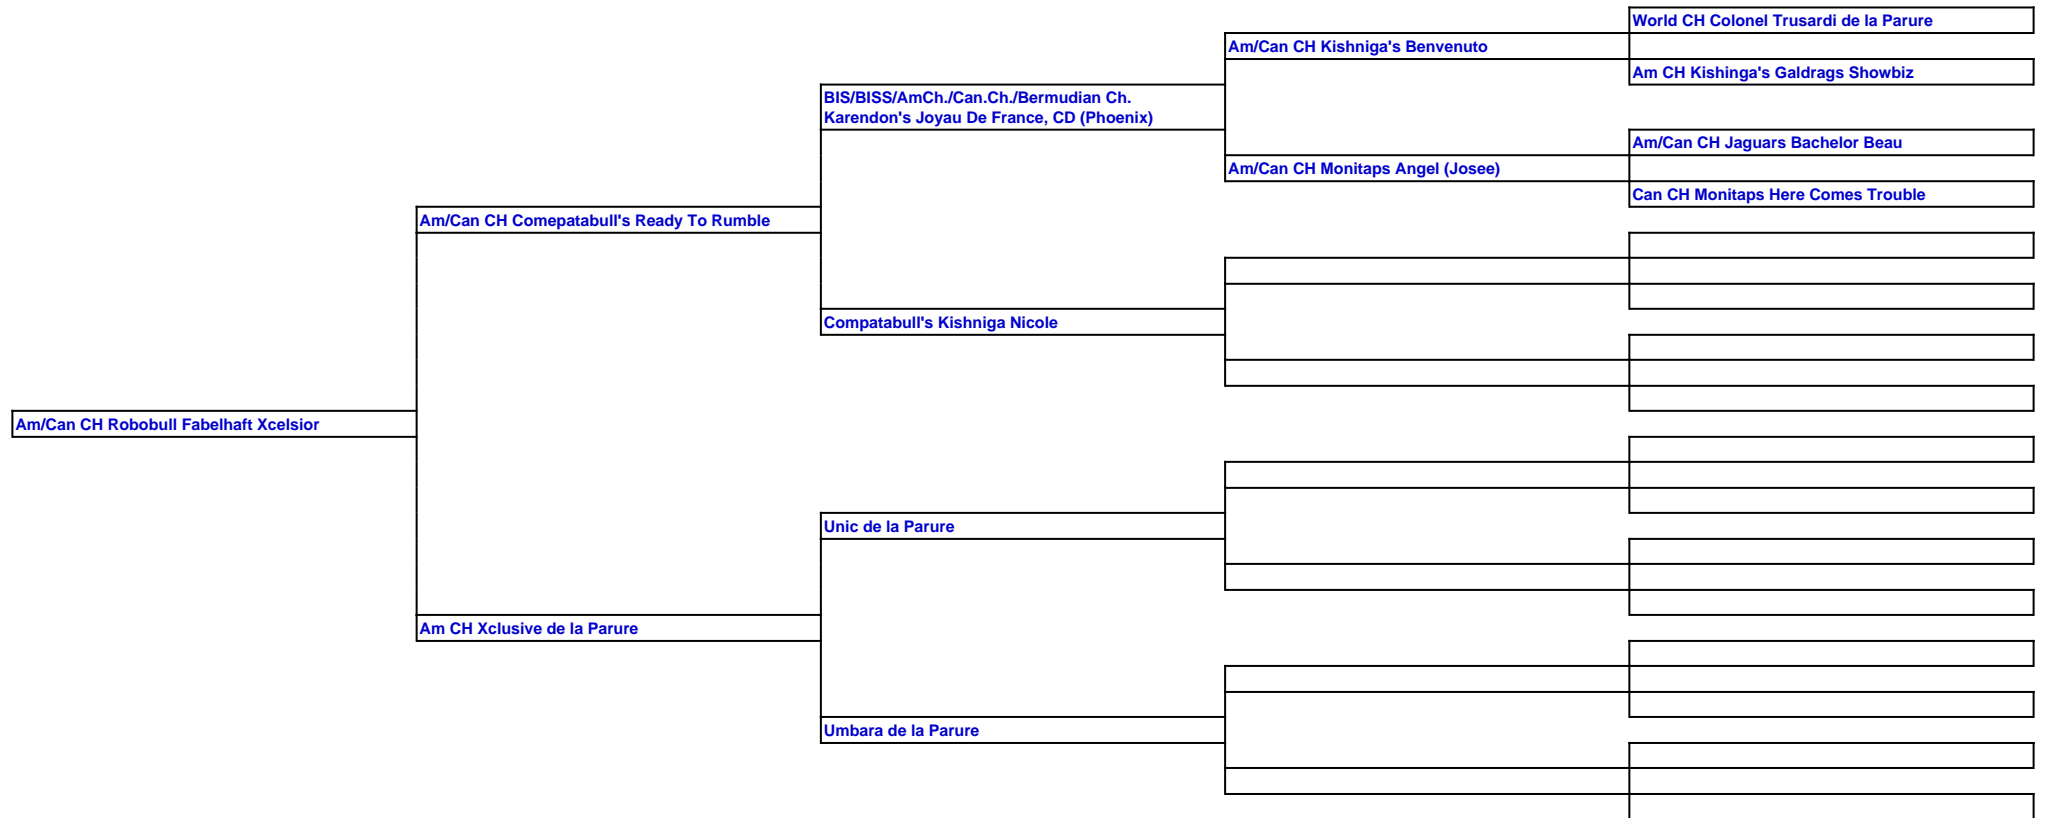 World CH Colonel Trusardi de la Parure
Am/Can CH Kishniga's Benvenuto
Am CH Kishinga's Galdrags Showbiz
BIS/BISS/AmCh./Can.Ch./Bermudian Ch.
Karendon's Joyau De France, CD (Phoenix)
Am/Can CH Jaguars Bachelor Beau
Am/Can CH Monitaps Angel (Josee)
Can CH Monitaps Here Comes Trouble
Am/Can CH Comepatabull's Ready To Rumble
Compatabull's Kishniga Nicole
Am/Can CH Robobull Fabelhaft Xcelsior
Unic de la Parure
Am CH Xclusive de la Parure
Umbara de la Parure